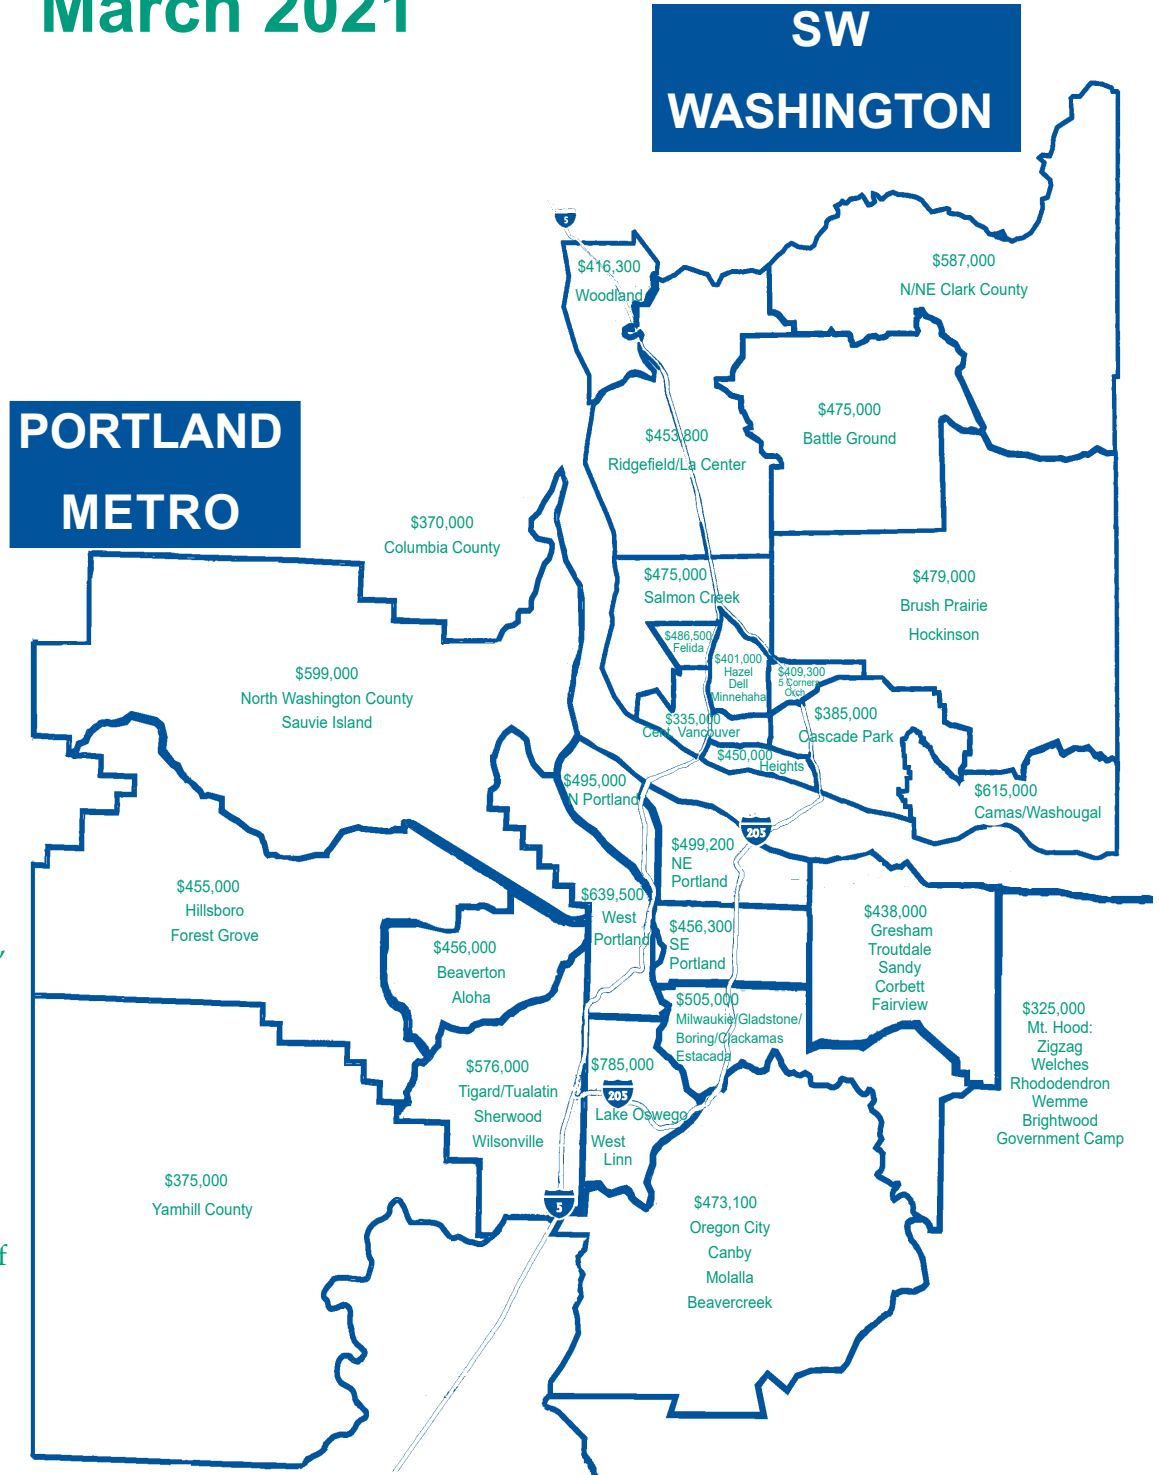 March 2021
SW
WASHINGTON
5
$416,300
Woodland
$587,000
N/NE Clark County
$475,000
Battle Ground
$453,800
Ridgefield/La Center
PORTLAND
METRO
$370,000
Columbia County
$475,000
Salmon Creek
$479,000
Brush Prairie
Hockinson
$486,500
Felida
$401,000
Hazel
Dell
Minnehaha
$409,300
5 Corners
Orch
$599,000
North Washington County
Sauvie Island
$335,000
Cent. Vancouver
$385,000
Cascade Park
$450,000
Heights
$495,000
N Portland
$615,000
Camas/Washougal
205
$499,200
NE
Portland
$455,000
Hillsboro
Forest Grove
$639,500
West
Portland
$456,300
SE
Portland
$438,000
Gresham
Troutdale
Sandy
Corbett
Fairview
$456,000
Beaverton
Aloha
$505,000
Milwaukie/Gladstone/
Boring/Clackamas
Estacada
$325,000
Mt. Hood:
Zigzag
Welches
Rhododendron
Wemme
Brightwood
Government Camp
$576,000
Tigard/Tualatin
Sherwood
Wilsonville
$785,000
205
Lake Oswego
West
Linn
$375,000
Yamhill County
5
$473,100
Oregon City
Canby
Molalla
Beavercreek
f